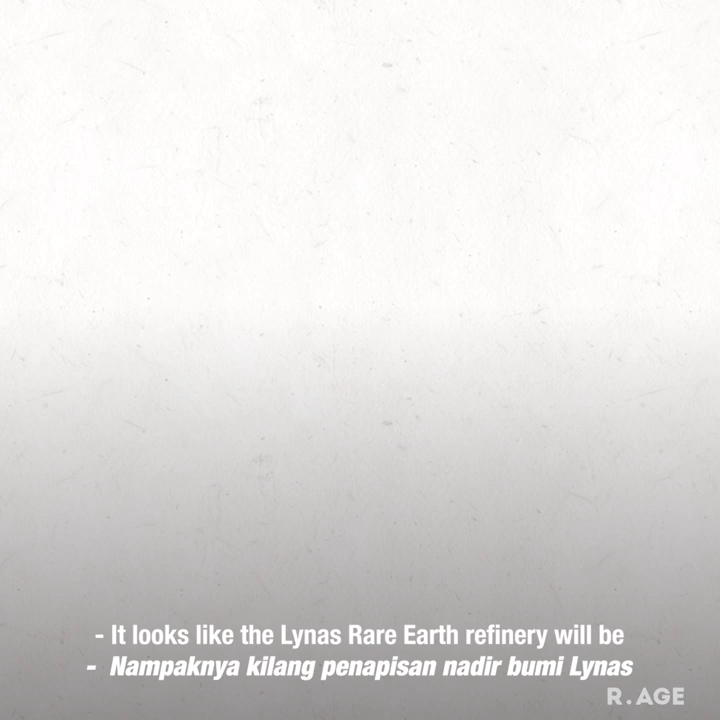 - It looks like the Lynas Rare Earth refinery will be
- Nampaknya kilang penapisan nadir bumi Lynas
R.AGE